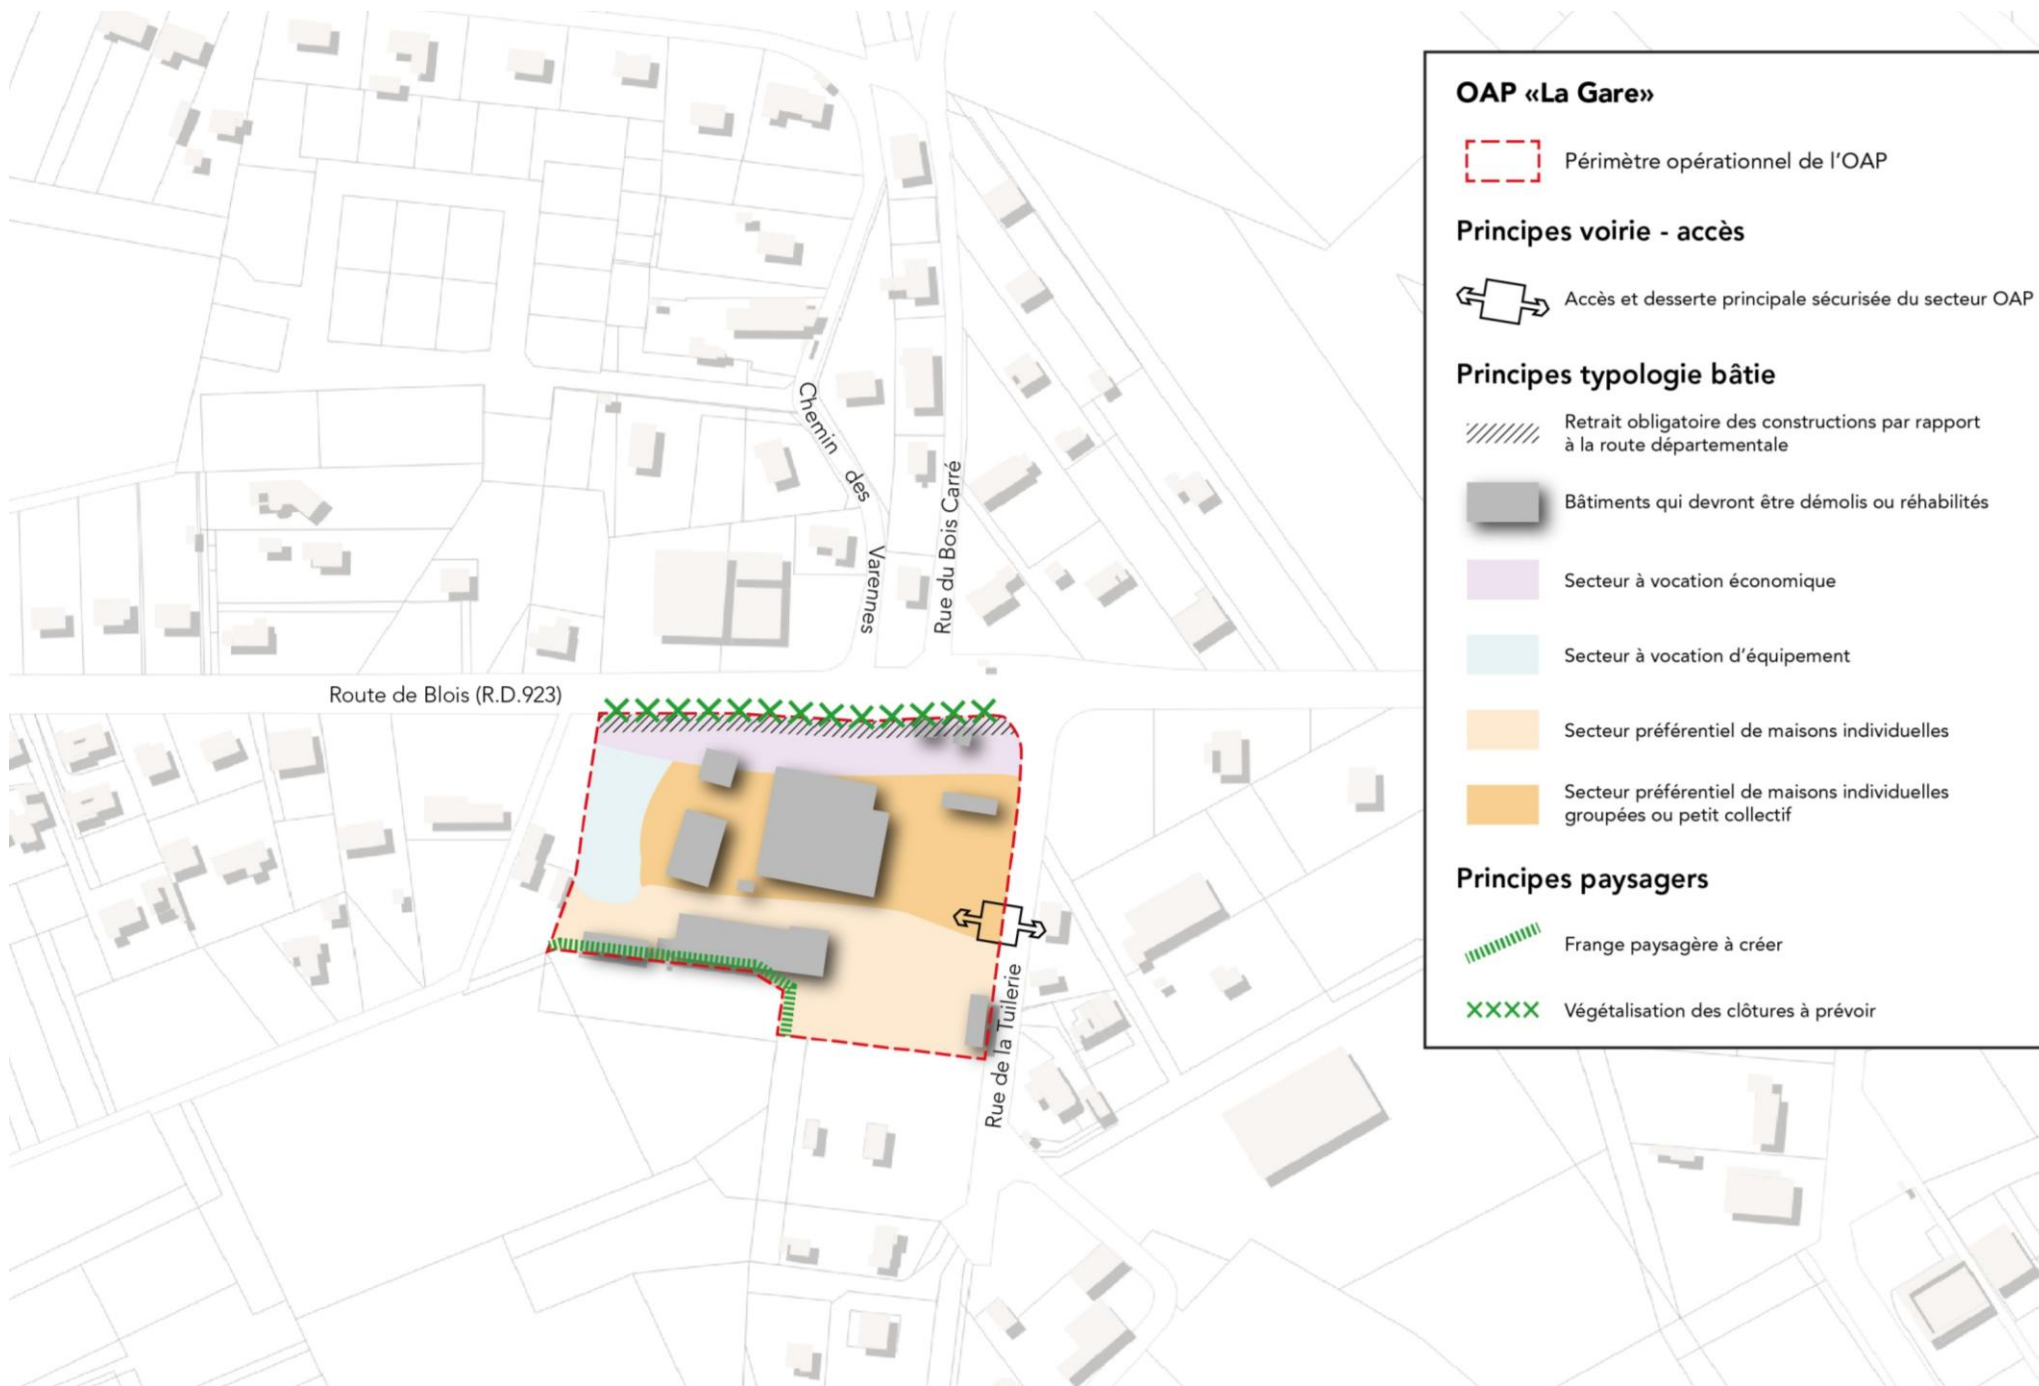 OAP «La Gare»
Périmètre opérationnel de l'OAP
Principes voirie - accès
Accès et desserte principale sécurisée du secteur OAP
Principes typologie bâtie
Retrait obligatoire des constructions par rapport
à la route départementale
Bâtiments qui devront être démolis ou réhabilités
Secteur à vocation économique
Secteur à vocation d'équipement
Secteur préférentiel de maisons individuelles
Secteur préférentiel de maisons individuelles
groupées ou petit collectif
Principes paysagers
Frange paysagère à créer
Végétalisation des clôtures à prévoir
Chemin des Varennes
Rue du Bois Carré
Route de Blois (R.D.923)
Rue de la Tuilerie